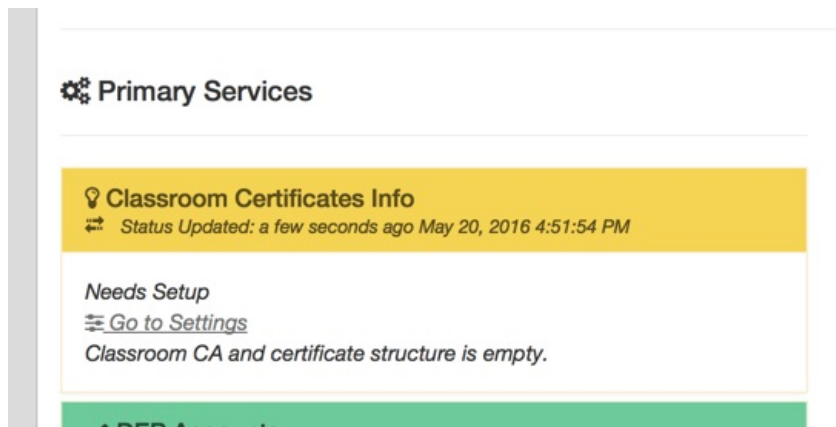 Primary Services
Classroom Certificates Info
Status Updated: a few seconds ago May 20, 2016 4:51:54 PM
Needs Setup
Go to Settings
Classroom CA and certificate structure is empty.